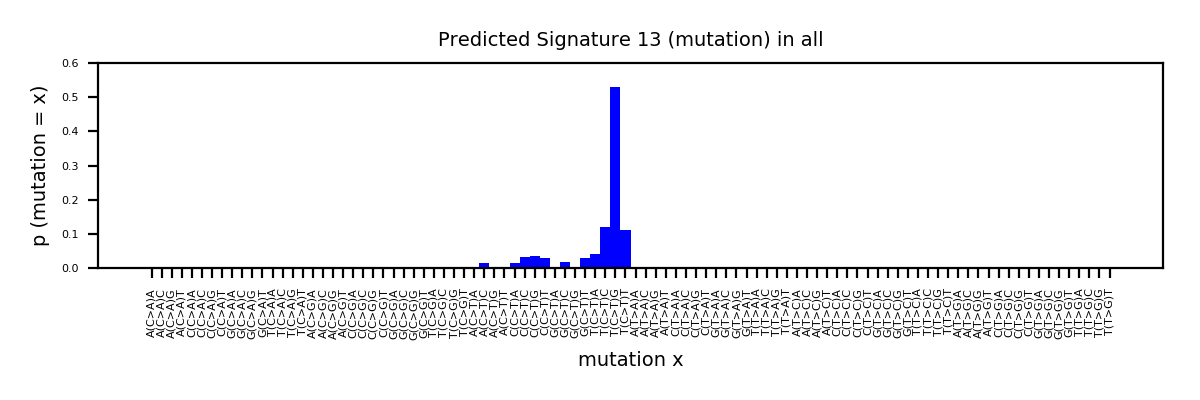 Predicted Signature 13 (mutation) in all
p (mutation = x)
0.6
0.5
0.4
0.3
0.2
0.1
0.0
A(C>A)A
A(C>A)C
A(C>A)G
A(C>A)T
C(C>A)A
C(C>A)C
C(C>A)G
C(C>A)T
G(C>A)A
G(C>A)C
G(C>A)G
G(C>A)T
T(C>A)A
T(C>A)C
T(C>A)G
T(C>A)T
A(C>G)A
A(C>G)C
A(C>G)G
A(C>G)T
C(C>G)A
C(C>G)C
C(C>G)G
C(C>G)T
G(C>G)A
G(C>G)C
G(C>G)G
G(C>G)T
T(C>G)A
T(C>G)C
T(C>G)G
T(C>G)T
A(C>T)A
A(C>T)C
A(C>T)G
A(C>T)T
C(C>T)A
C(C>T)C
C(C>T)G
C(C>T)T
G(C>T)A
G(C>T)C
G(C>T)G
G(C>T)T
T(C>T)A
T(C>T)C
T(C>T)G
T(C>T)T
A(T>A)A
A(T>A)C
A(T>A)G
A(T>A)T
C(T>A)A
C(T>A)C
C(T>A)G
C(T>A)T
G(T>A)A
G(T>A)C
G(T>A)G
G(T>A)T
T(T>A)A
T(T>A)C
T(T>A)G
T(T>A)T
A(T>C)A
A(T>C)C
A(T>C)G
A(T>C)T
C(T>C)A
C(T>C)C
C(T>C)G
C(T>C)T
G(T>C)A
G(T>C)C
G(T>C)G
G(T>C)T
T(T>C)A
T(T>C)C
T(T>C)G
T(T>C)T
A(T>G)A
A(T>G)C
A(T>G)G
A(T>G)T
C(T>G)A
C(T>G)C
C(T>G)G
C(T>G)T
G(T>G)A
G(T>G)C
G(T>G)G
G(T>G)T
T(T>G)A
T(T>G)C
T(T>G)G
T(T>G)T
mutation x